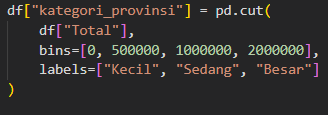 df["kategori_provinsi"] = pd.cut(
    df["Total"],
    bins=[0, 500000, 1000000, 2000000],
    labels=["Kecil", "Sedang", "Besar"]
)